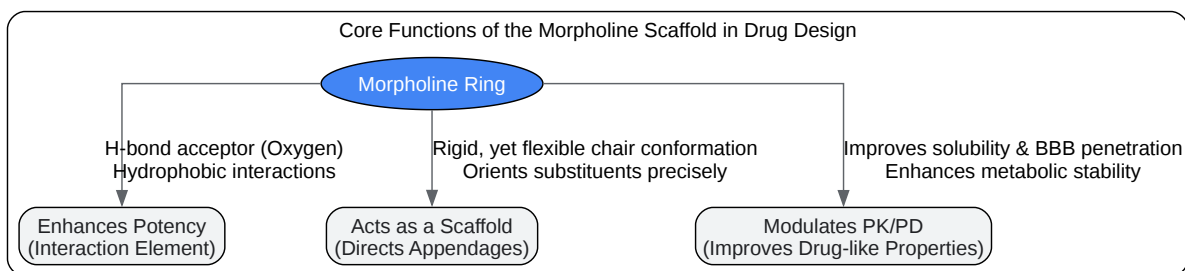 Core Functions of the Morpholine Scaffold in Drug Design
Morpholine Ring
H-bond acceptor (Oxygen)
Hydrophobic interactions
Rigid, yet flexible chair conformation
Orients substituents precisely
Improves solubility & BBB penetration
Enhances metabolic stability
Enhances Potency
(Interaction Element)
Acts as a Scaffold
(Directs Appendages)
Modulates PK/PD
(Improves Drug-like Properties)